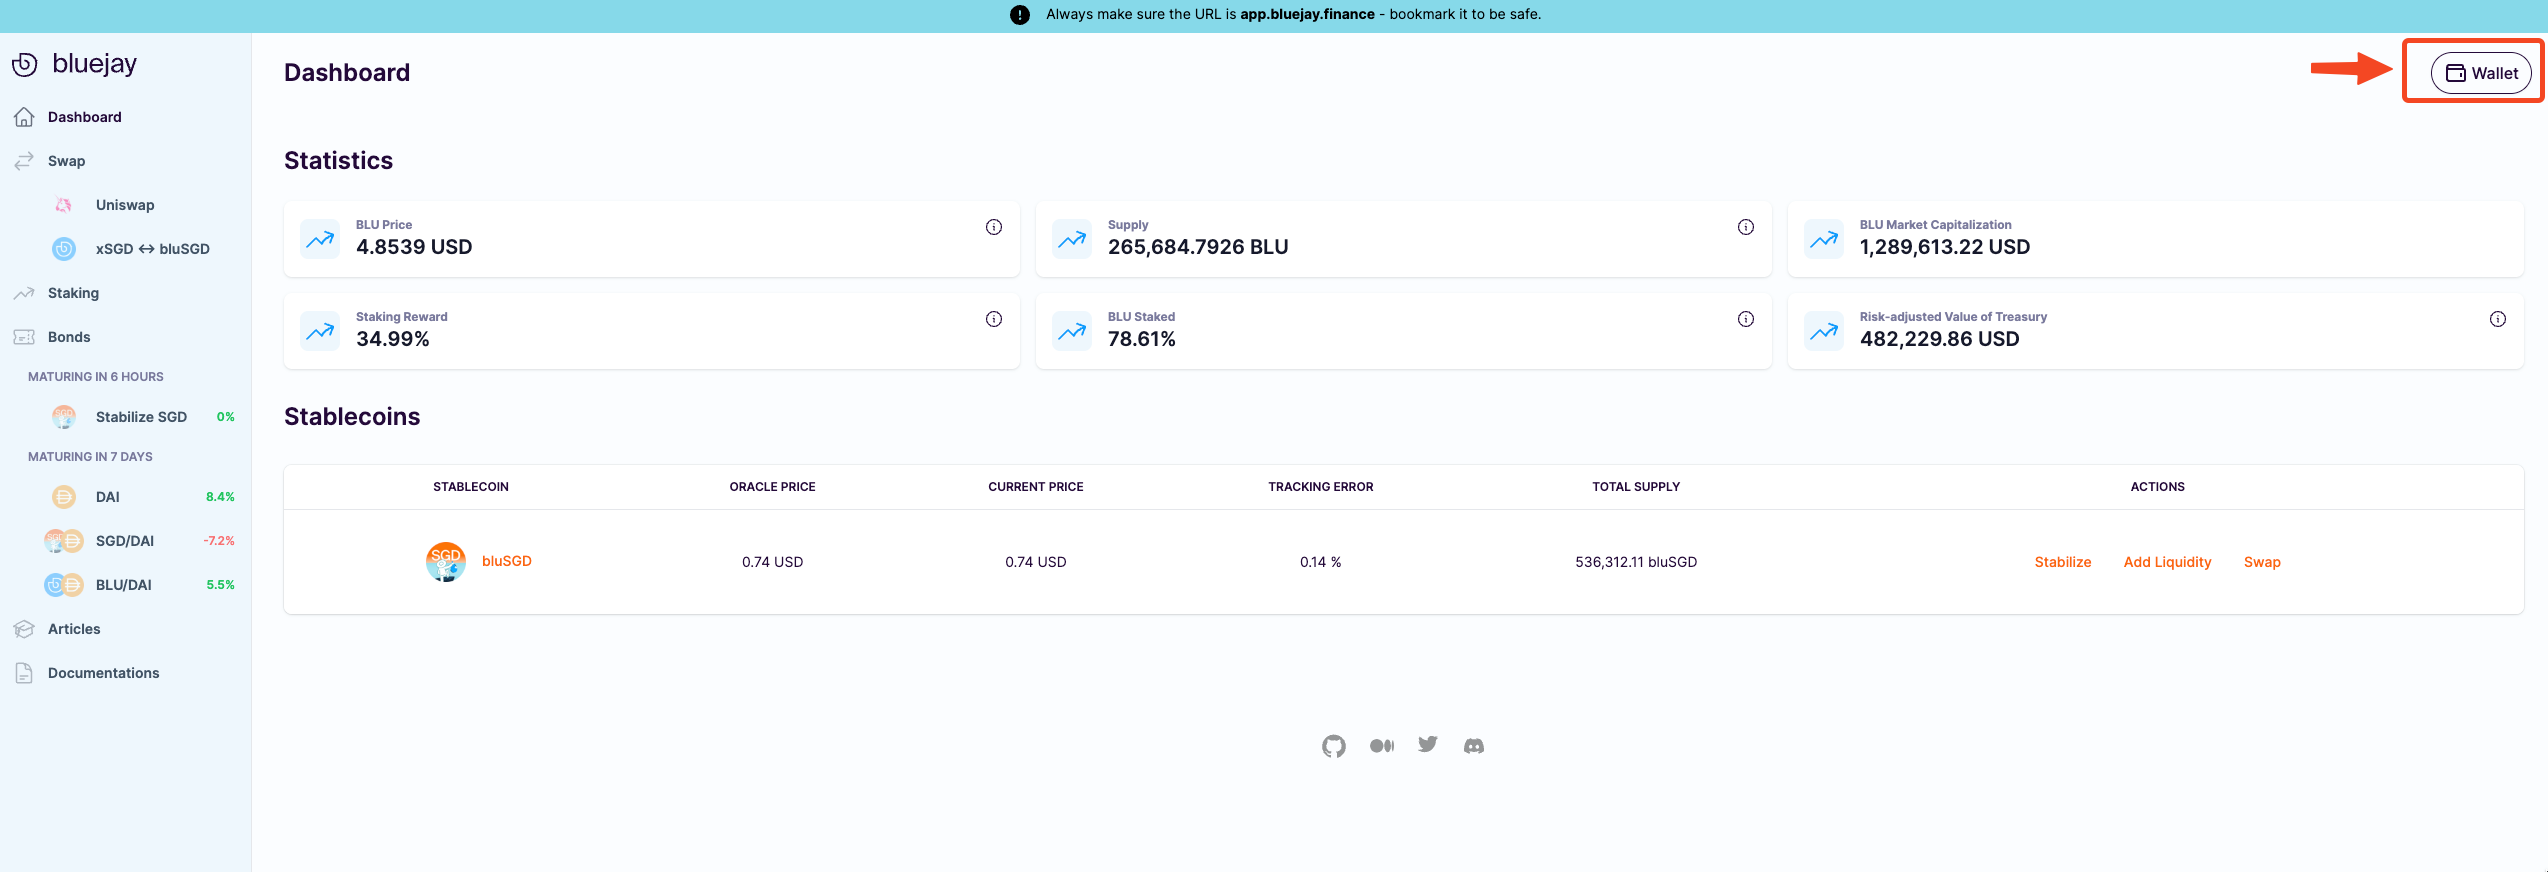 Always make sure the URL is app.bluejay.finance - bookmark it to be safe.
bluejay
Dashboard
Swap
Uniswap
xSGD <-> bluSGD
Staking
Bonds
MATURING IN 6 HOURS
Stabilize SGD 0%
MATURING IN 7 DAYS
DAI 8.4%
SGD/DAI -7.2%
BLU/DAI 5.5%
Articles
Documentations
Dashboard
Wallet
Statistics
BLU Price
4.8539 USD
Supply
265,684.7926 BLU
BLU Market Capitalization
1,289,613.22 USD
Staking Reward
34.99%
BLU Staked
78.61%
Risk-adjusted Value of Treasury
482,229.86 USD
Stablecoins
STABLECOIN ORACLE PRICE CURRENT PRICE TRACKING ERROR TOTAL SUPPLY ACTIONS
SGD bluSGD 0.74 USD 0.74 USD 0.14 % 536,312.11 bluSGD Stabilize Add Liquidity Swap